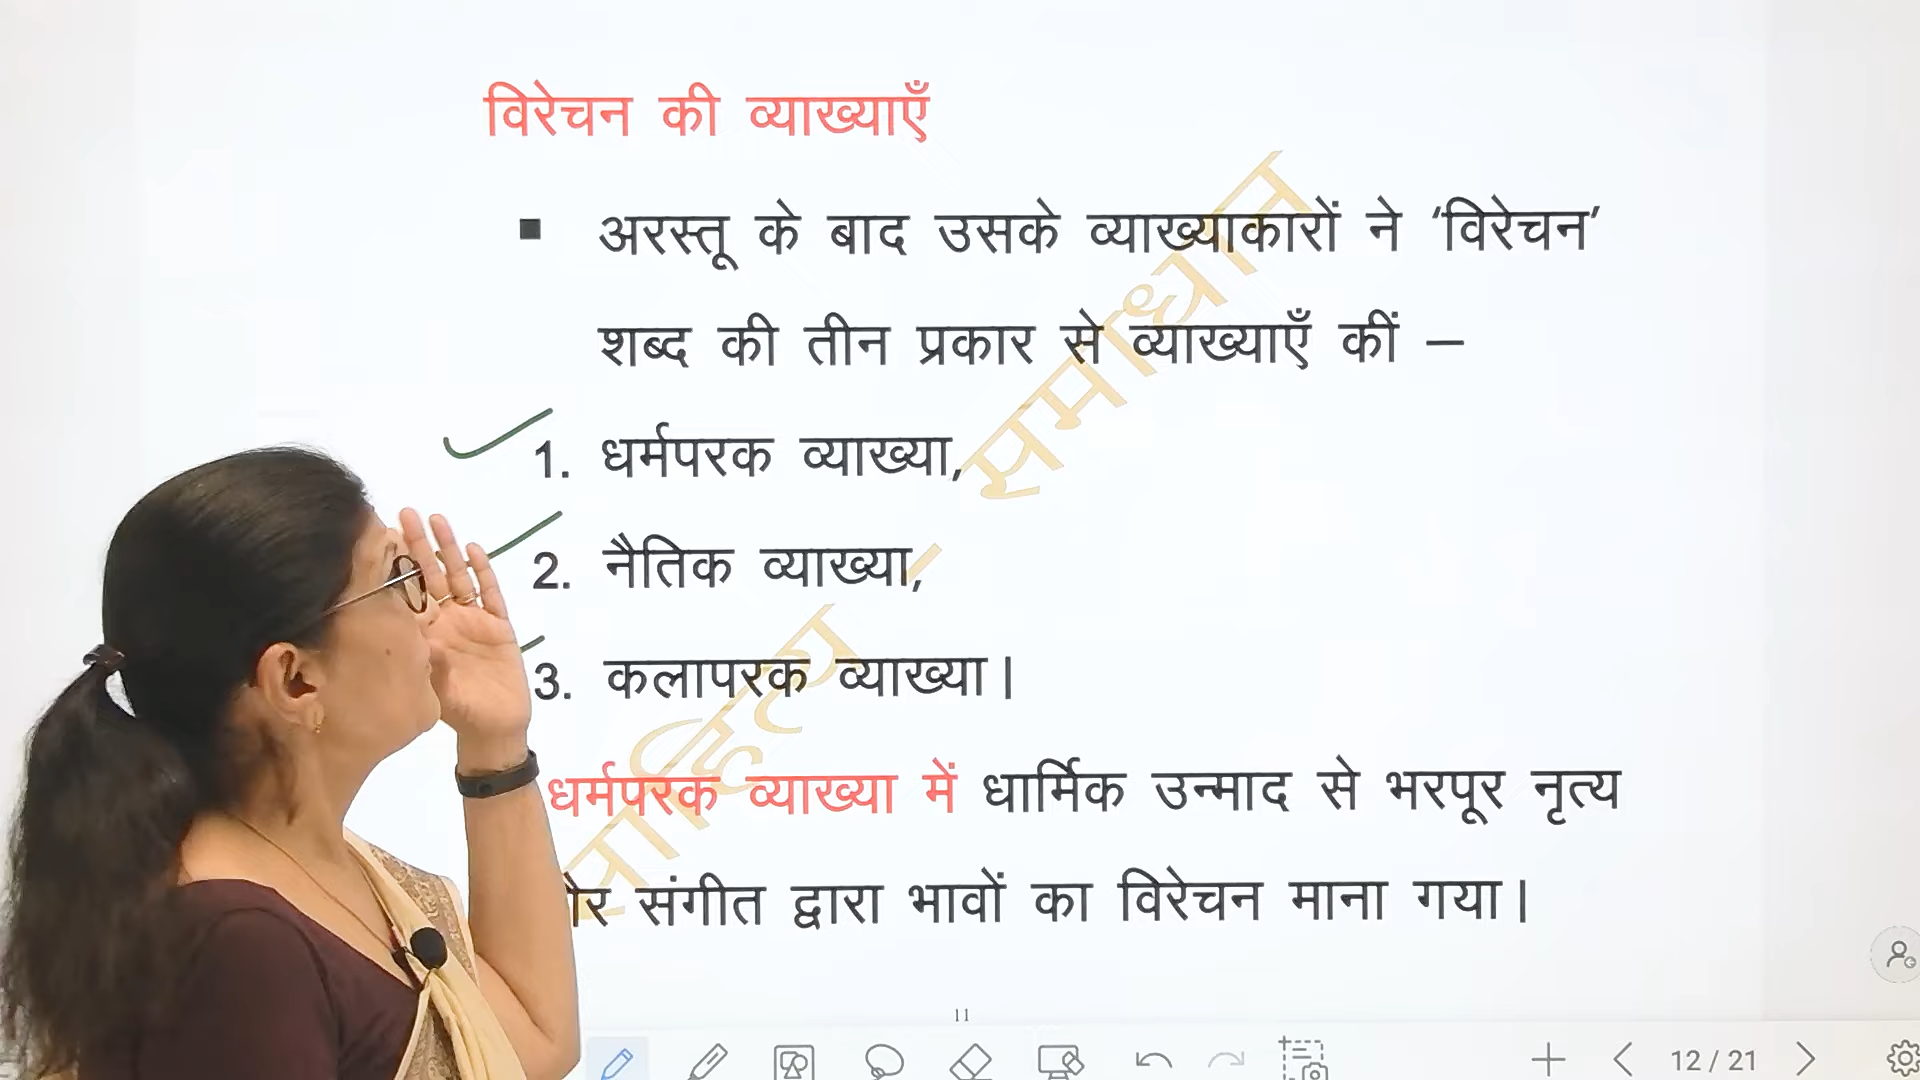 विरेचन की व्याख्याएँ
▪ अरस्तू के बाद उसके व्याख्याकारों ने ‘विरेचन’
शब्द की तीन प्रकार से व्याख्याएँ कीं –
1. धर्मपरक व्याख्या,
2. नैतिक व्याख्या,
3. कलापरक व्याख्या।
धर्मपरक व्याख्या में धार्मिक उन्माद से भरपूर नृत्य
संगीत द्वारा भावों का विरेचन माना गया।
साहित्य - समाधान
11
12 / 21